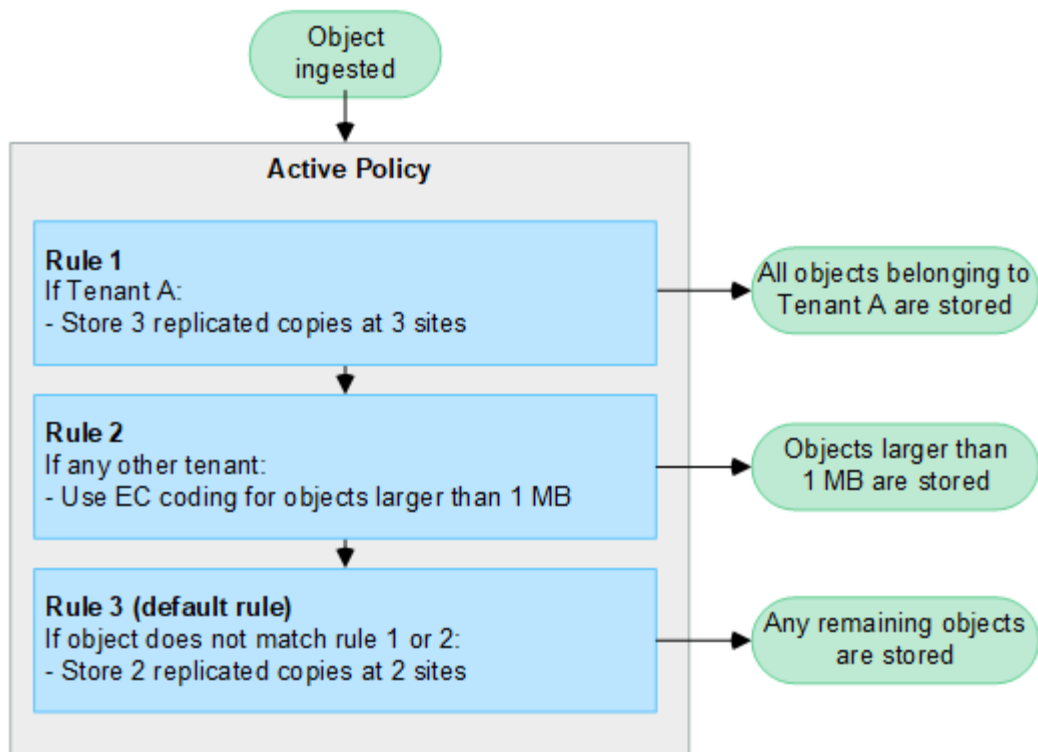 Object
ingested
Active Policy
Rule 1
If Tenant A:
- Store 3 replicated copies at 3 sites
All objects belonging to
Tenant A are stored
Rule 2
If any other tenant:
- Use EC coding for objects larger than 1 MB
Objects larger than
1 MB are stored
Rule 3 (default rule)
If object does not match rule 1 or 2:
- Store 2 replicated copies at 2 sites
Any remaining objects
are stored